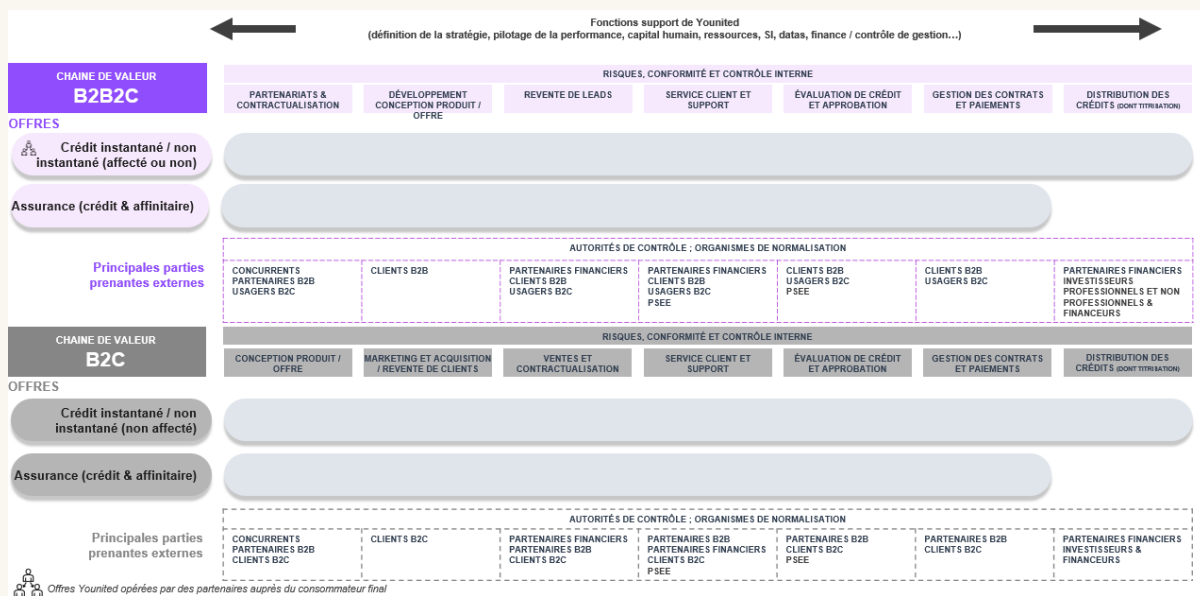 Fonctions support de Younited
(définition de la stratégie, pilotage de la performance, capital humain, ressources, SI, datas, finance / contrôle de gestion…)
CHAINE DE VALEUR
B2B2C
RISQUES, CONFORMITÉ ET CONTRÔLE INTERNE
PARTENARIATS &
CONTRACTUALISATION
DÉVELOPPEMENT
CONCEPTION PRODUIT /
OFFRE
REVENTE DE LEADS
SERVICE CLIENT ET
SUPPORT
ÉVALUATION DE CRÉDIT
ET APPROBATION
GESTION DES CONTRATS
ET PAIEMENTS
DISTRIBUTION DES
CRÉDITS (DONT TITRISATION)
OFFRES
Crédit instantané / non
instantané (affecté ou non)
Assurance (crédit & affinitaire)
Principales parties
prenantes externes
AUTORITÉS DE CONTRÔLE ; ORGANISMES DE NORMALISATION
CONCURRENTS
PARTENAIRES B2B
USAGERS B2C
CLIENTS B2B
PARTENAIRES FINANCIERS
CLIENTS B2B
USAGERS B2C
PARTENAIRES FINANCIERS
CLIENTS B2B
USAGERS B2C
PSEE
CLIENTS B2B
USAGERS B2C
PSEE
CLIENTS B2B
USAGERS B2C
PARTENAIRES FINANCIERS
INVESTISSEURS
PROFESSIONNELS ET NON
PROFESSIONNELS &
FINANCEURS
CHAINE DE VALEUR
B2C
RISQUES, CONFORMITÉ ET CONTRÔLE INTERNE
CONCEPTION PRODUIT /
OFFRE
MARKETING ET ACQUISITION
/ REVENTE DE CLIENTS
VENTES ET
CONTRACTUALISATION
SERVICE CLIENT ET
SUPPORT
ÉVALUATION DE CRÉDIT
ET APPROBATION
GESTION DES CONTRATS
ET PAIEMENTS
DISTRIBUTION DES
CRÉDITS (DONT TITRISATION)
OFFRES
Crédit instantané / non
instantané (non affecté)
Assurance (crédit & affinitaire)
Principales parties
prenantes externes
AUTORITÉS DE CONTRÔLE ; ORGANISMES DE NORMALISATION
CONCURRENTS
PARTENAIRES B2B
CLIENTS B2C
CLIENTS B2C
PARTENAIRES FINANCIERS
PARTENAIRES B2B
CLIENTS B2C
PARTENAIRES B2B
PARTENAIRES FINANCIERS
CLIENTS B2C
PSEE
PARTENAIRES B2B
CLIENTS B2C
PSEE
PARTENAIRES B2B
CLIENTS B2C
PARTENAIRES FINANCIERS
INVESTISSEURS &
FINANCEURS
Offres Younited opérées par des partenaires auprès du consommateur final